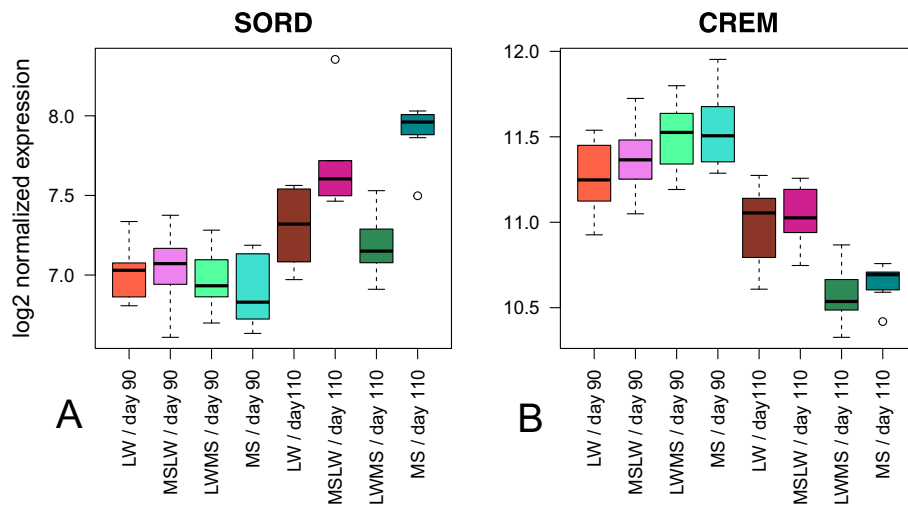 SORD
log2 normalized expression
8.0
7.5
7.0
LW / day 90
MSLW / day 90
LWMS / day 90
MS / day 90
LW / day110
MSLW / day 110
LWMS / day 110
MS / day 110
A
CREM
12.0
11.5
11.0
10.5
LW / day 90
MSLW / day 90
LWMS / day 90
MS / day 90
LW / day110
MSLW / day 110
LWMS / day 110
MS / day 110
B